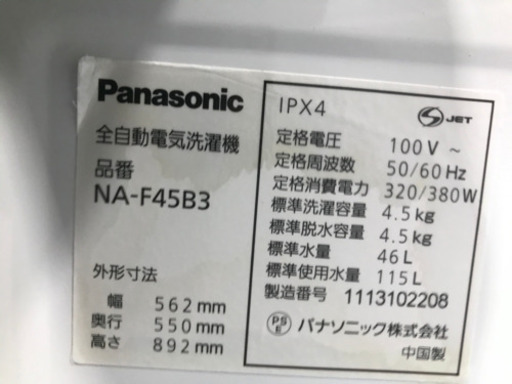 Panasonic
全自動電気洗濯機
品番
NA-F45B3
外形寸法
幅 562mm
奥行 550mm
高さ 892mm
IPX4
S JET
定格電圧 100V ~
定格周波数 50/60Hz
定格消費電力 320/380W
標準洗濯容量 4.5kg
標準脱水容量 4.5kg
標準水量 46L
標準使用水量 115L
製造番号 1113102208
PS E パナソニック株式会社
中国製